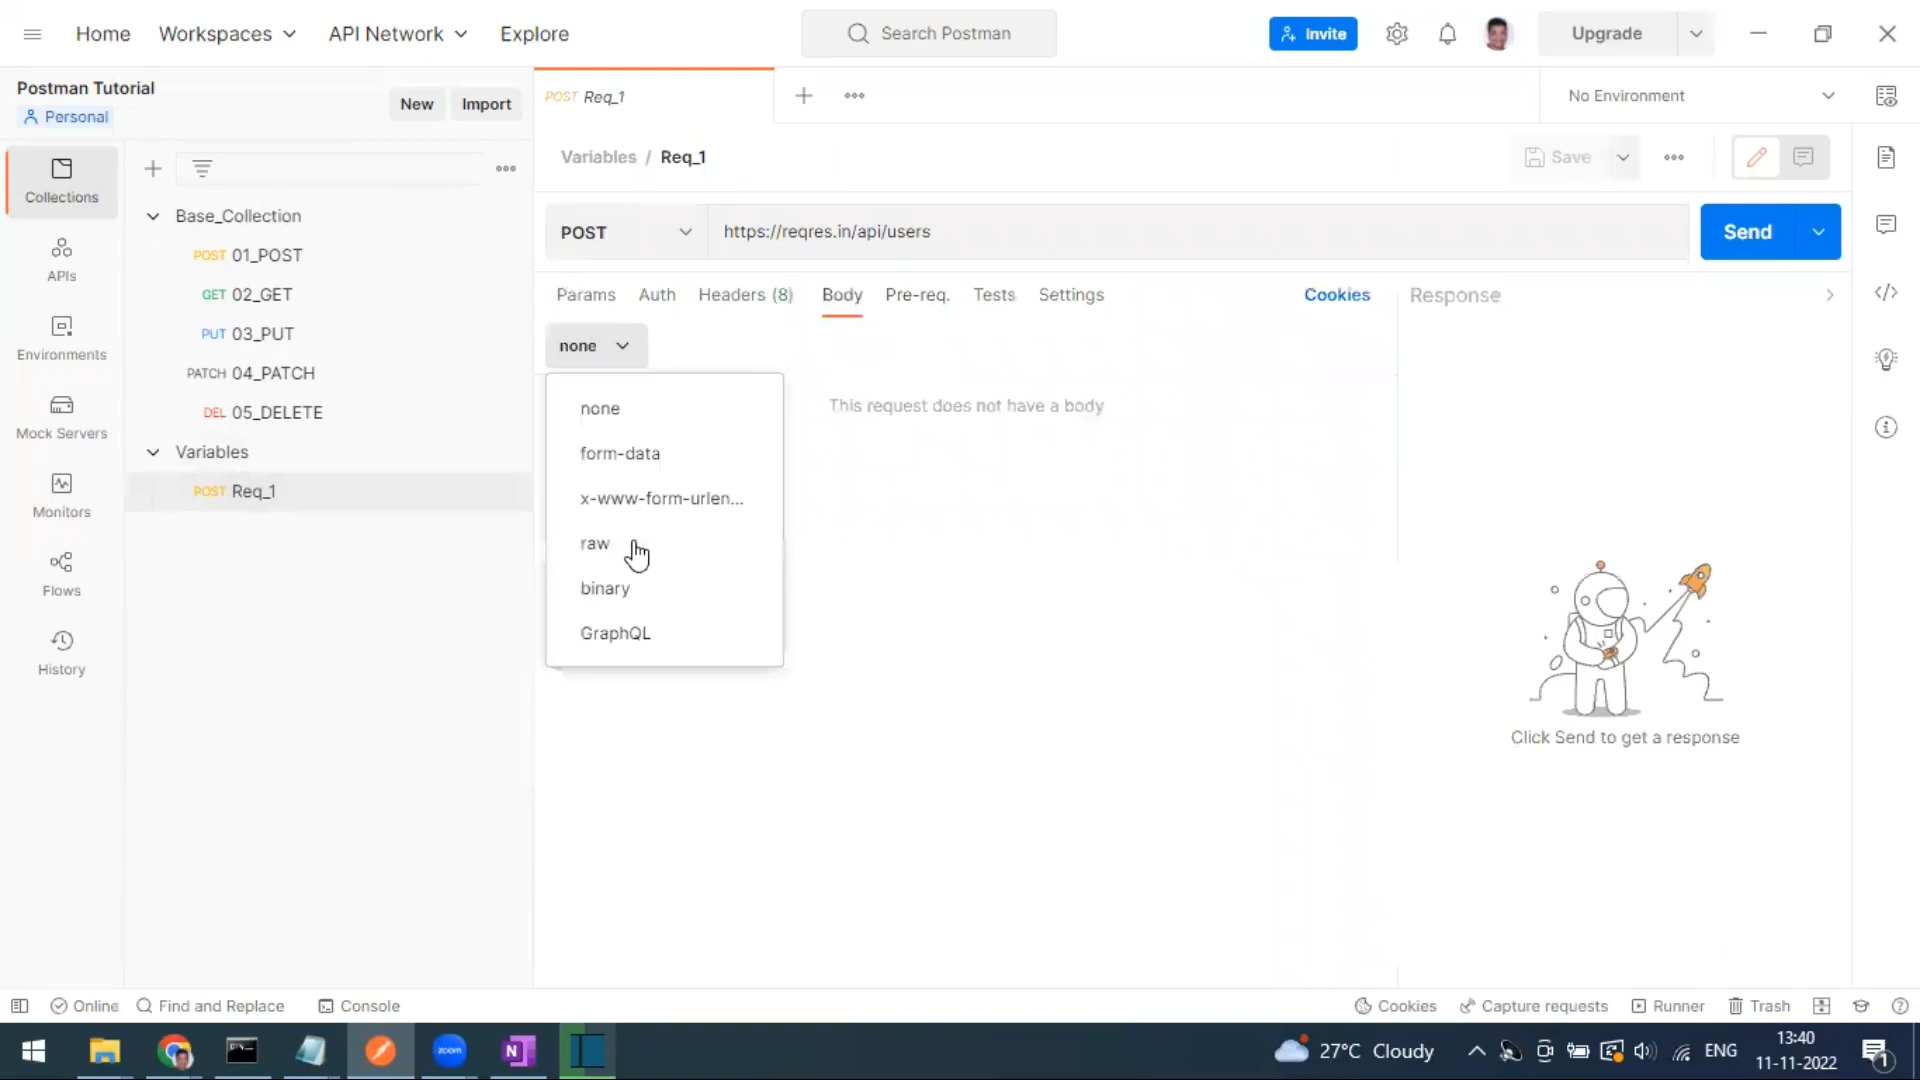 Home
Workspaces
API Network
Explore
Search Postman
Invite
Upgrade
Postman Tutorial
Personal
New
Import
POST Req_1
No Environment
Variables / Req_1
Save
Collections
APIs
Environments
Mock Servers
Monitors
Flows
History
Base_Collection
POST 01_POST
GET 02_GET
PUT 03_PUT
PATCH 04_PATCH
DEL 05_DELETE
Variables
POST Req_1
POST
https://reqres.in/api/users
Send
Params
Auth
Headers (8)
Body
Pre-req.
Tests
Settings
Cookies
Response
none
none
form-data
x-www-form-urlen...
raw
binary
GraphQL
This request does not have a body
Click Send to get a response
Online
Find and Replace
Console
Cookies
Capture requests
Runner
Trash
zoom
N
27°C Cloudy
ENG
13:40
11-11-2022
1